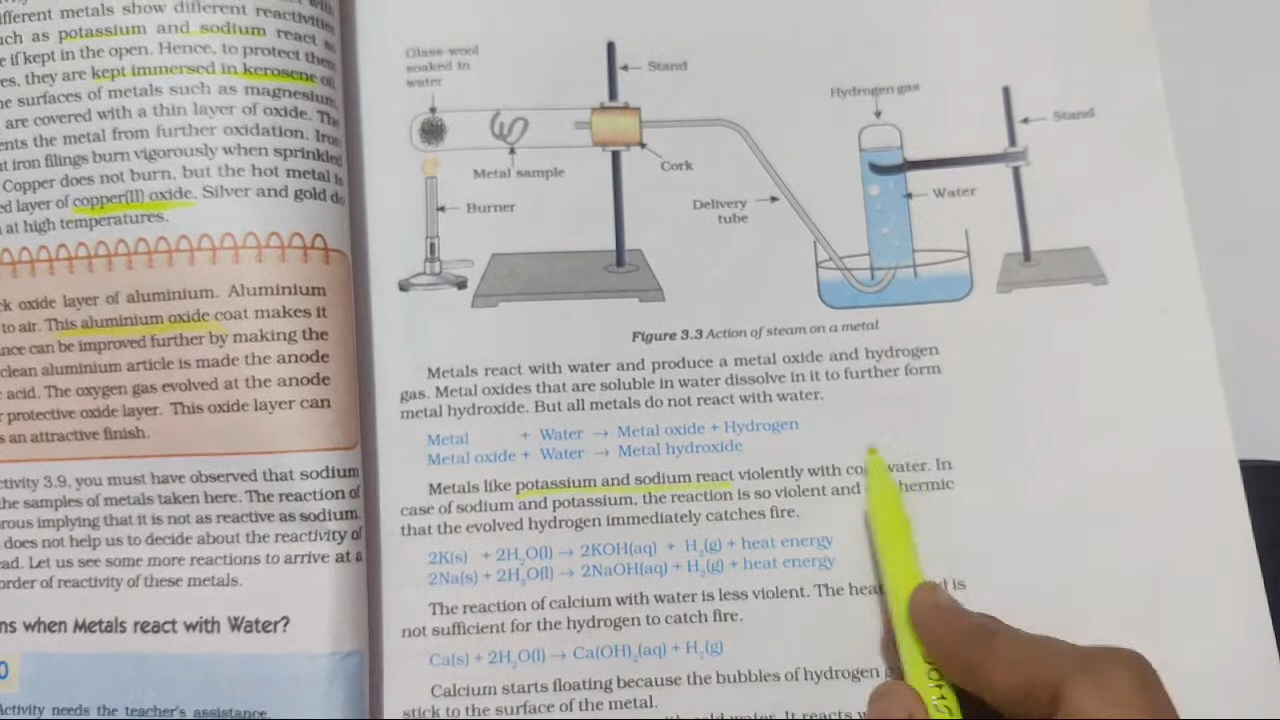 ifferent metals show different reactivities
uch as potassium and sodium react
e if kept in the open. Hence, to protect them
es, they are kept immersed in kerosene oil.
he surfaces of metals such as magnesium,
are covered with a thin layer of oxide. The
ents the metal from further oxidation. Iron
t iron filings burn vigorously when sprinkled
Copper does not burn, but the hot metal is
ed layer of copper(II) oxide. Silver and gold do
at high temperatures.
ck oxide layer of aluminium. Aluminium
to air. This aluminium oxide coat makes it
ance can be improved further by making the
clean aluminium article is made the anode
acid. The oxygen gas evolved at the anode
r protective oxide layer. This oxide layer can
s an attractive finish.
ctivity 3.9, you must have observed that sodium
the samples of metals taken here. The reaction of
rous implying that it is not as reactive as sodium.
does not help us to decide about the reactivity of
ead. Let us see some more reactions to arrive at a
order of reactivity of these metals.
ns when Metals react with Water?
0
Activity needs the teacher's assistance.
Glass-wool
soaked in
water
Stand
Metal sample
Cork
Burner
Delivery
tube
Hydrogen gas
Stand
Water
Figure 3.3 Action of steam on a metal
Metals react with water and produce a metal oxide and hydrogen
gas. Metal oxides that are soluble in water dissolve in it to further form
metal hydroxide. But all metals do not react with water.
Metal + Water → Metal oxide + Hydrogen
Metal oxide + Water → Metal hydroxide
Metals like potassium and sodium react violently with co water. In
case of sodium and potassium, the reaction is so violent and hermic
that the evolved hydrogen immediately catches fire.
2K(s) + 2H₂O(l) → 2KOH(aq) + H₂(g) + heat energy
2Na(s) + 2H₂O(l) → 2NaOH(aq) + H₂(g) + heat energy
The reaction of calcium with water is less violent. The heat d is
not sufficient for the hydrogen to catch fire.
Ca(s) + 2H₂O(l) → Ca(OH)₂(aq) + H₂(g)
Calcium starts floating because the bubbles of hydrogen g
stick to the surface of the metal.
cold water. It reacts